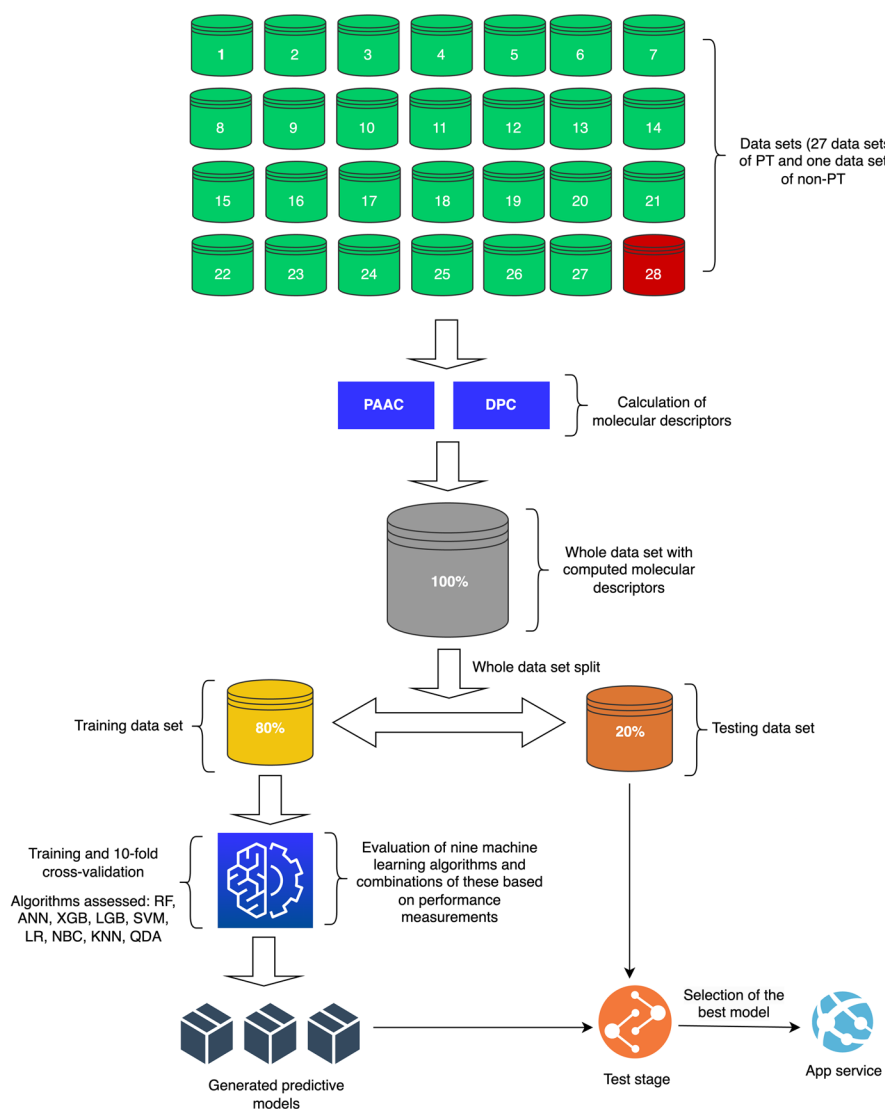 1 2 3 4 5 6 7
8 9 10 11 12 13 14
15 16 17 18 19 20 21
22 23 24 25 26 27 28
Data sets (27 data sets
of PT and one data set
of non-PT
PAAC DPC
Calculation of
molecular descriptors
100%
Whole data set with
computed molecular
descriptors
Whole data set split
Training data set
80%
20%
Testing data set
Training and 10-fold
cross-validation
Algorithms assessed: RF,
ANN, XGB, LGB, SVM,
LR, NBC, KNN, QDA
Evaluation of nine machine
learning algorithms and
combinations of these based
on performance
measurements
Generated predictive
models
Test stage
Selection of the
best model
App service